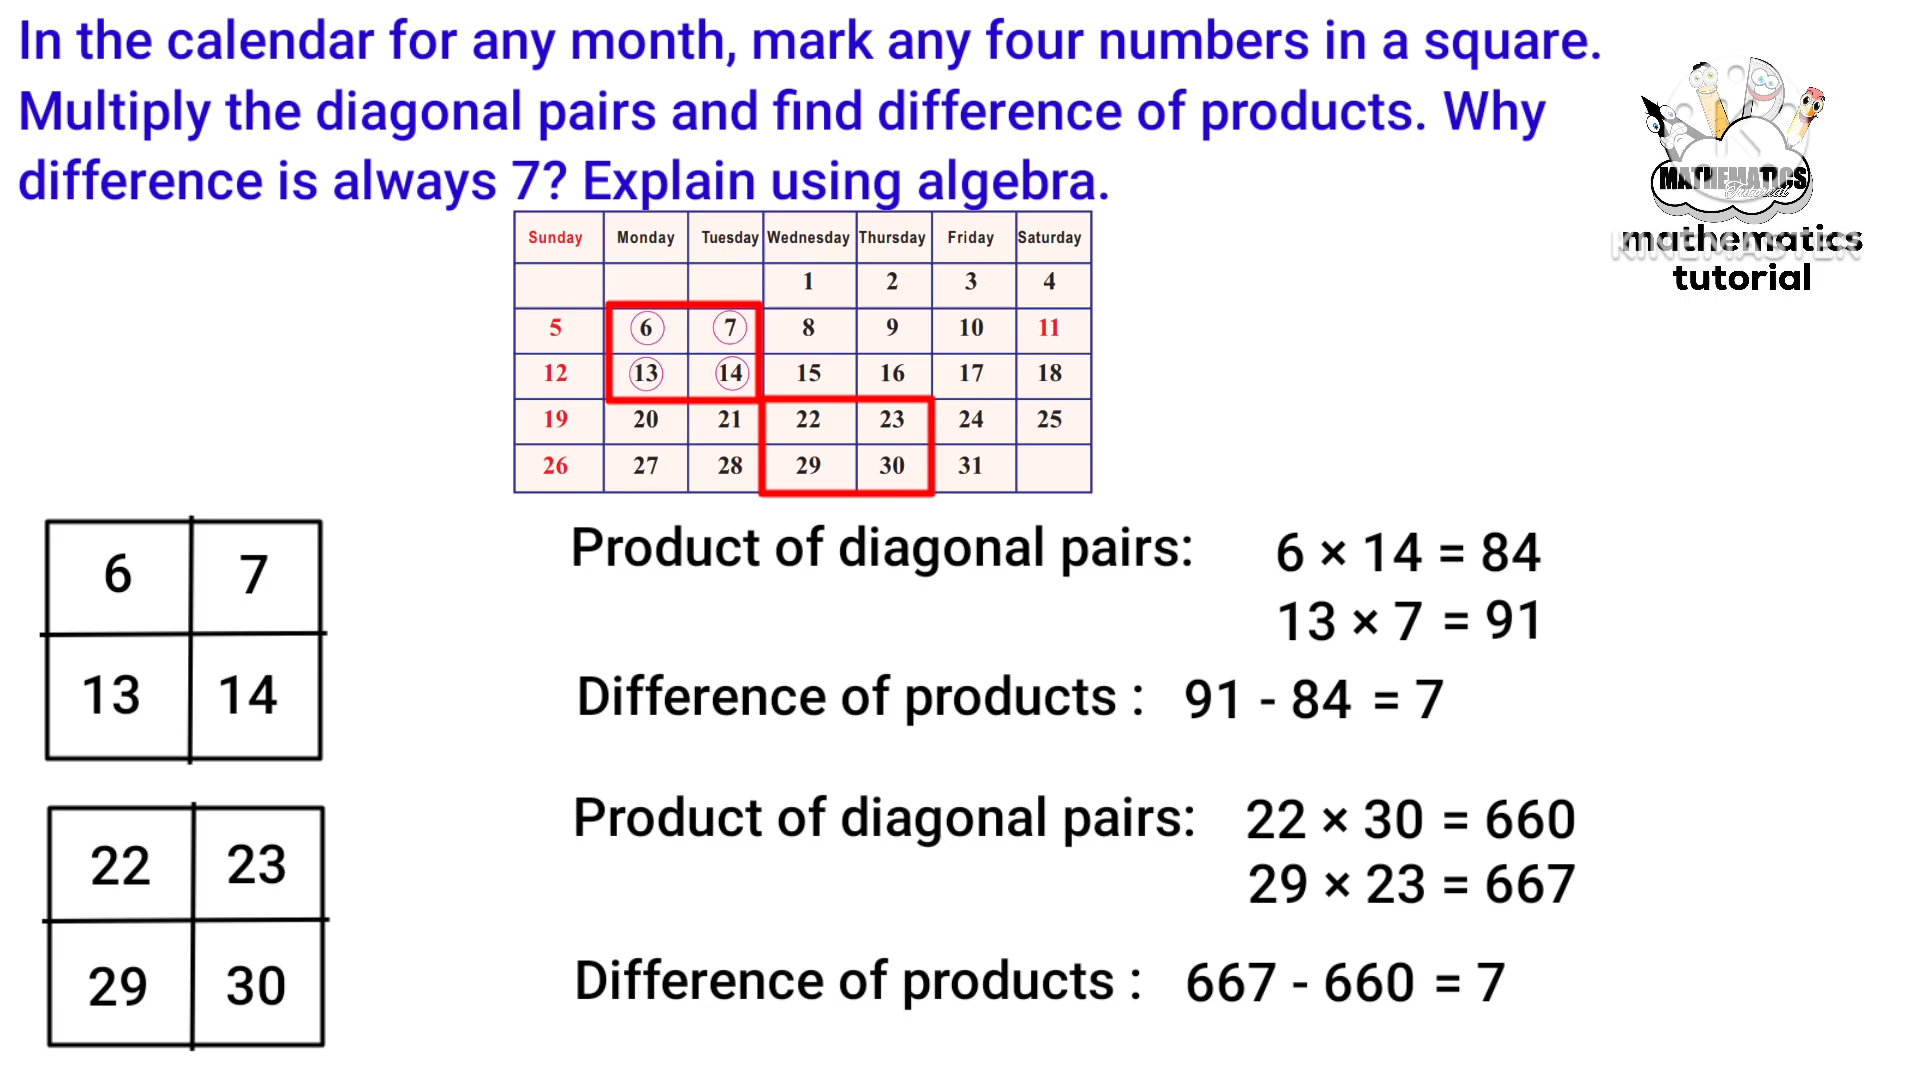 In the calendar for any month, mark any four numbers in a square.
Multiply the diagonal pairs and find difference of products. Why
difference is always 7? Explain using algebra.
MATHEMATICS
Tutorial
mathematics
KINEMASTER
tutorial
Sunday Monday Tuesday Wednesday Thursday Friday Saturday
1 2 3 4
5 6 7 8 9 10 11
12 13 14 15 16 17 18
19 20 21 22 23 24 25
26 27 28 29 30 31
6 7
13 14
Product of diagonal pairs: 6 × 14 = 84
13 × 7 = 91
Difference of products : 91 - 84 = 7
22 23
29 30
Product of diagonal pairs: 22 × 30 = 660
29 × 23 = 667
Difference of products : 667 - 660 = 7